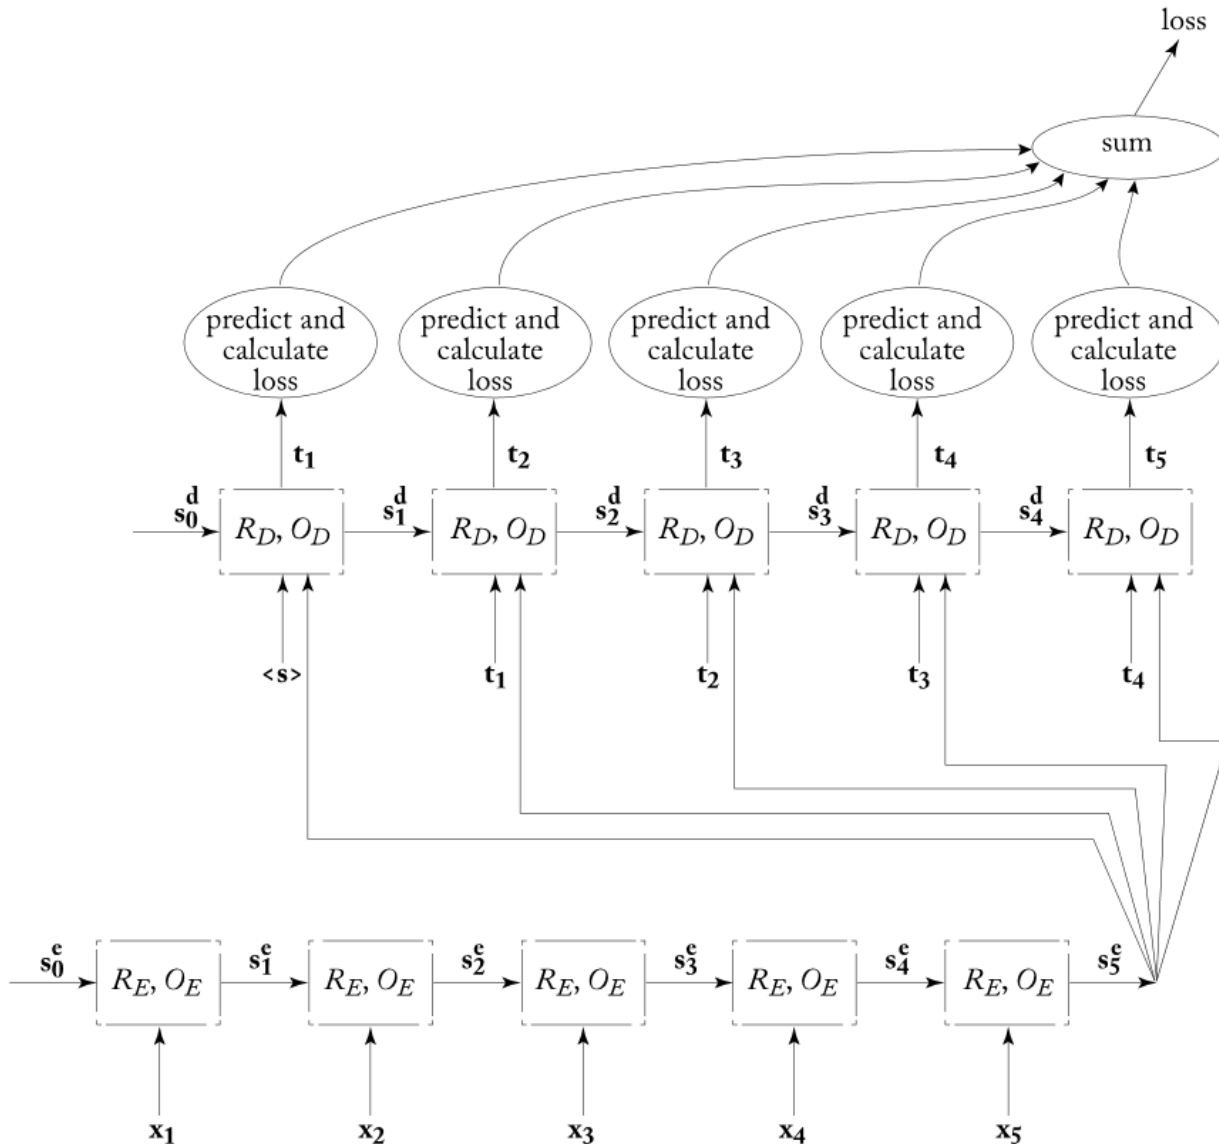 loss
sum
predict and calculate loss
predict and calculate loss
predict and calculate loss
predict and calculate loss
predict and calculate loss
t₁ t₂ t₃ t₄ t₅
s₀ᵈ s₁ᵈ s₂ᵈ s₃ᵈ s₄ᵈ
R_D, O_D R_D, O_D R_D, O_D R_D, O_D R_D, O_D
<s> t₁ t₂ t₃ t₄
s₀ᵉ s₁ᵉ s₂ᵉ s₃ᵉ s₄ᵉ s₅ᵉ
R_E, O_E R_E, O_E R_E, O_E R_E, O_E R_E, O_E
x₁ x₂ x₃ x₄ x₅